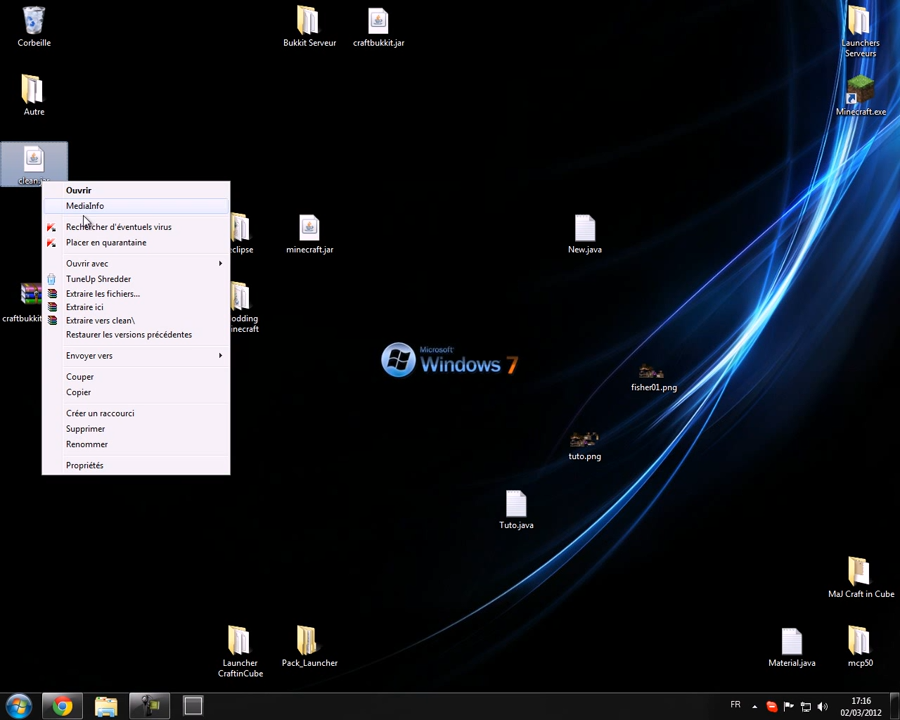 Corbeille
Bukkit Serveur
craftbukkit.jar
Launchers
Serveurs
Autre
Minecraft.exe
Ouvrir
MediaInfo
Rechercher d'éventuels virus
Placer en quarantaine
Ouvrir avec
TuneUp Shredder
Extraire les fichiers...
Extraire ici
Extraire vers clean\
Restaurer les versions précédentes
Envoyer vers
Couper
Copier
Créer un raccourci
Supprimer
Renommer
Propriétés
minecraft.jar
New.java
craftbukkit
Microsoft
Windows 7
fisher01.png
tuto.png
Tuto.java
MaJ Craft in Cube
Launcher
CraftinCube
Pack_Launcher
Material.java
mcp50
FR
17:16
02/03/2012